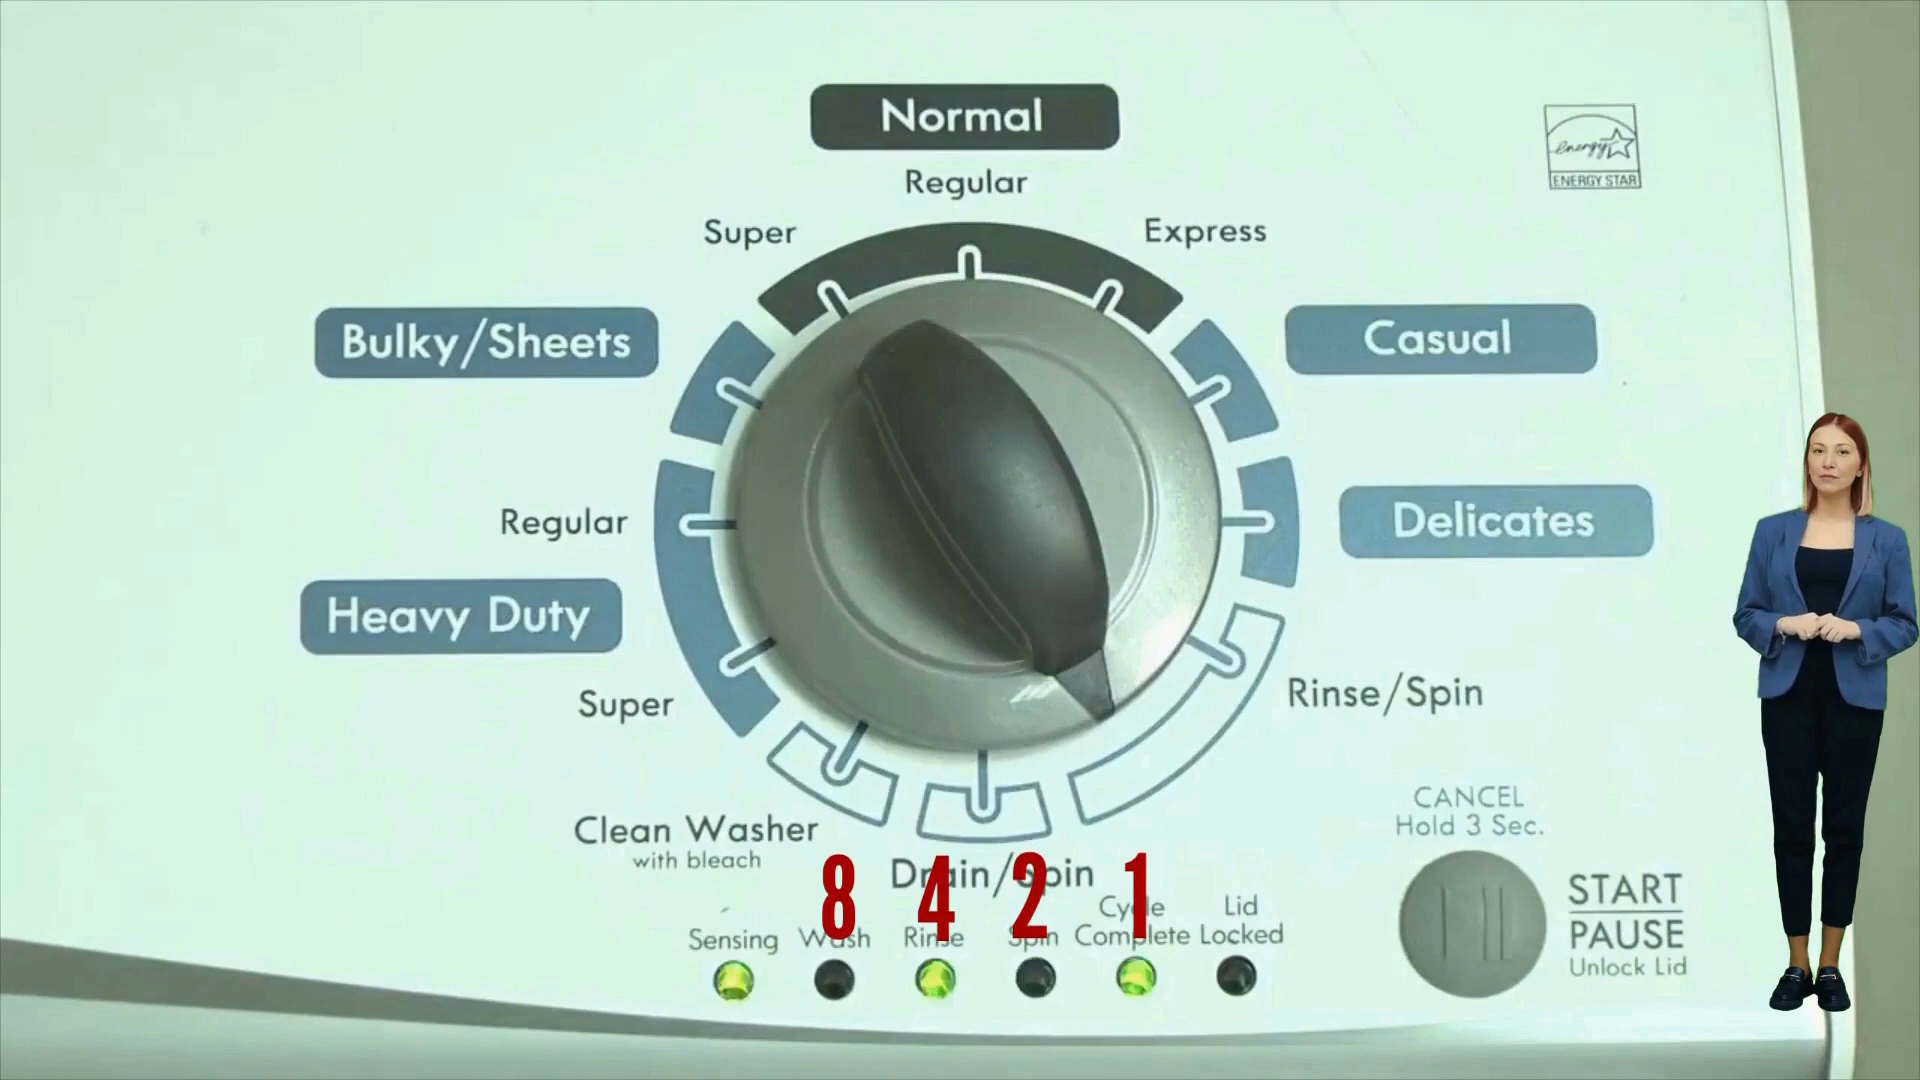 Normal
Regular
Super
Express
energy
ENERGY STAR
Bulky/Sheets
Casual
Regular
Delicates
Heavy Duty
Super
Rinse/Spin
Clean Washer
with bleach
Drain/Spin
8 4 2 1
CANCEL
Hold 3 Sec.
START
PAUSE
Unlock Lid
Sensing
Wash
Rinse
Spin
Cycle
Complete
Lid
Locked